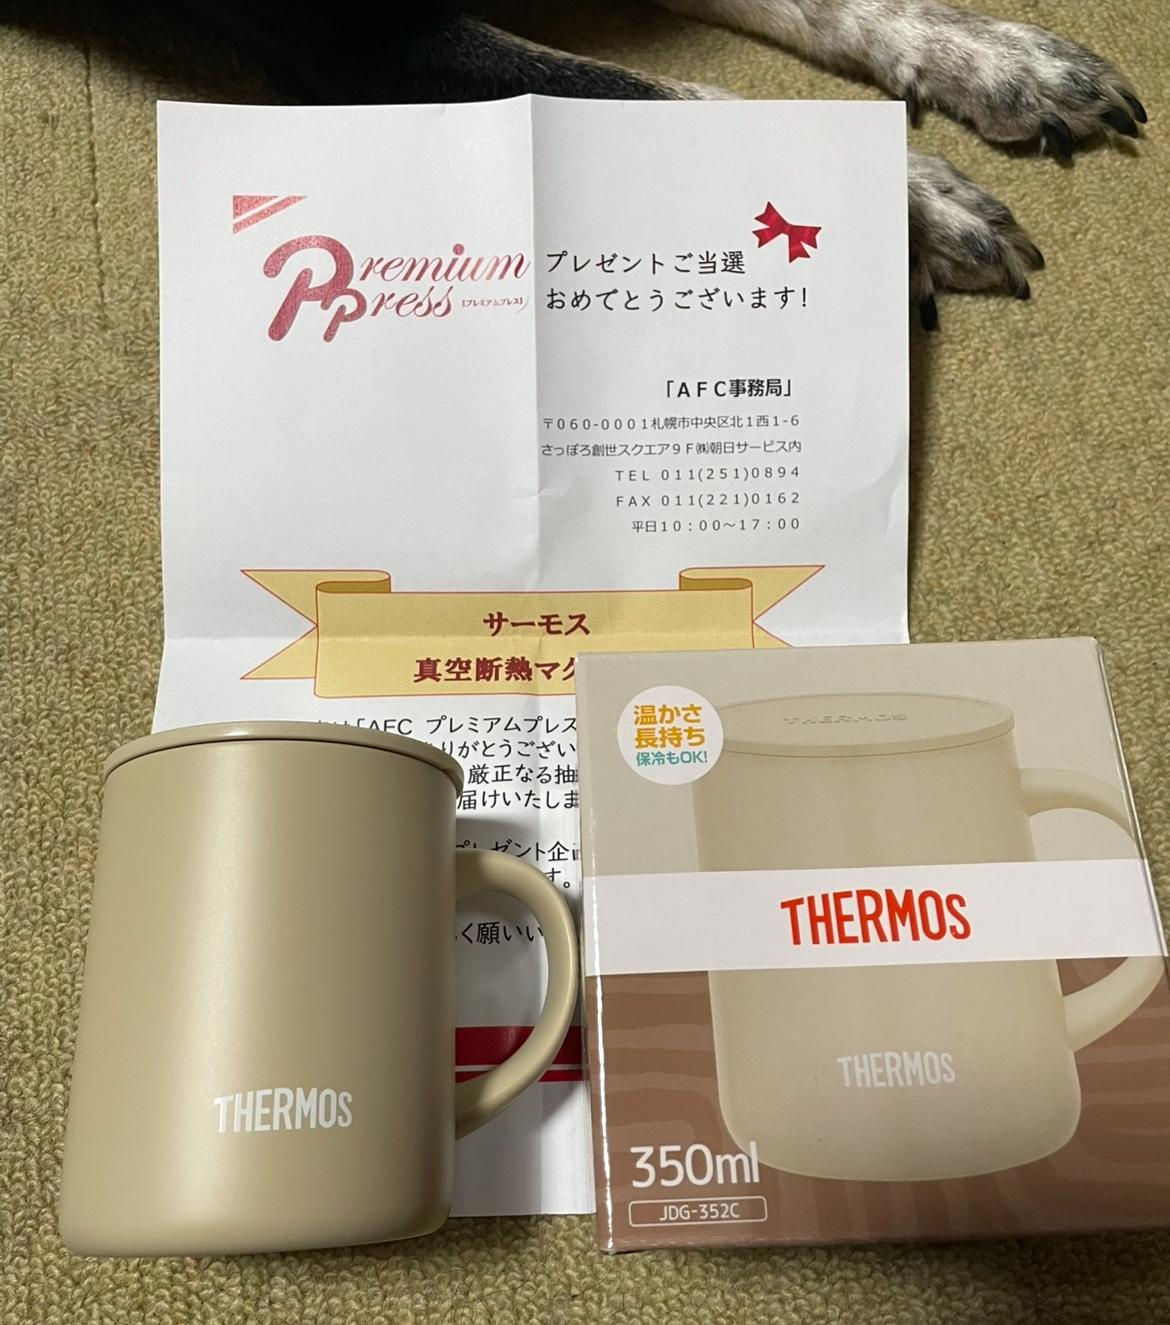 Premium
Press [プレミアムプレス]
プレゼントご当選
おめでとうございます!
「AFC事務局」
〒060-0001札幌市中央区北1西1-6
さっぽろ創世スクエア9F㈱朝日サービス内
TEL 011(251)0894
FAX 011(221)0162
平日10:00〜17:00
サーモス
真空断熱マグ
は「AFC プレミアムプレス
りがとうござい
厳正なる抽
届けいたしま
プレゼント企
す。
く願いい
THERMOS
THERMOS
温かさ
長持ち
保冷もOK!
THERMOS
THERMOS
350ml
JDG-352C